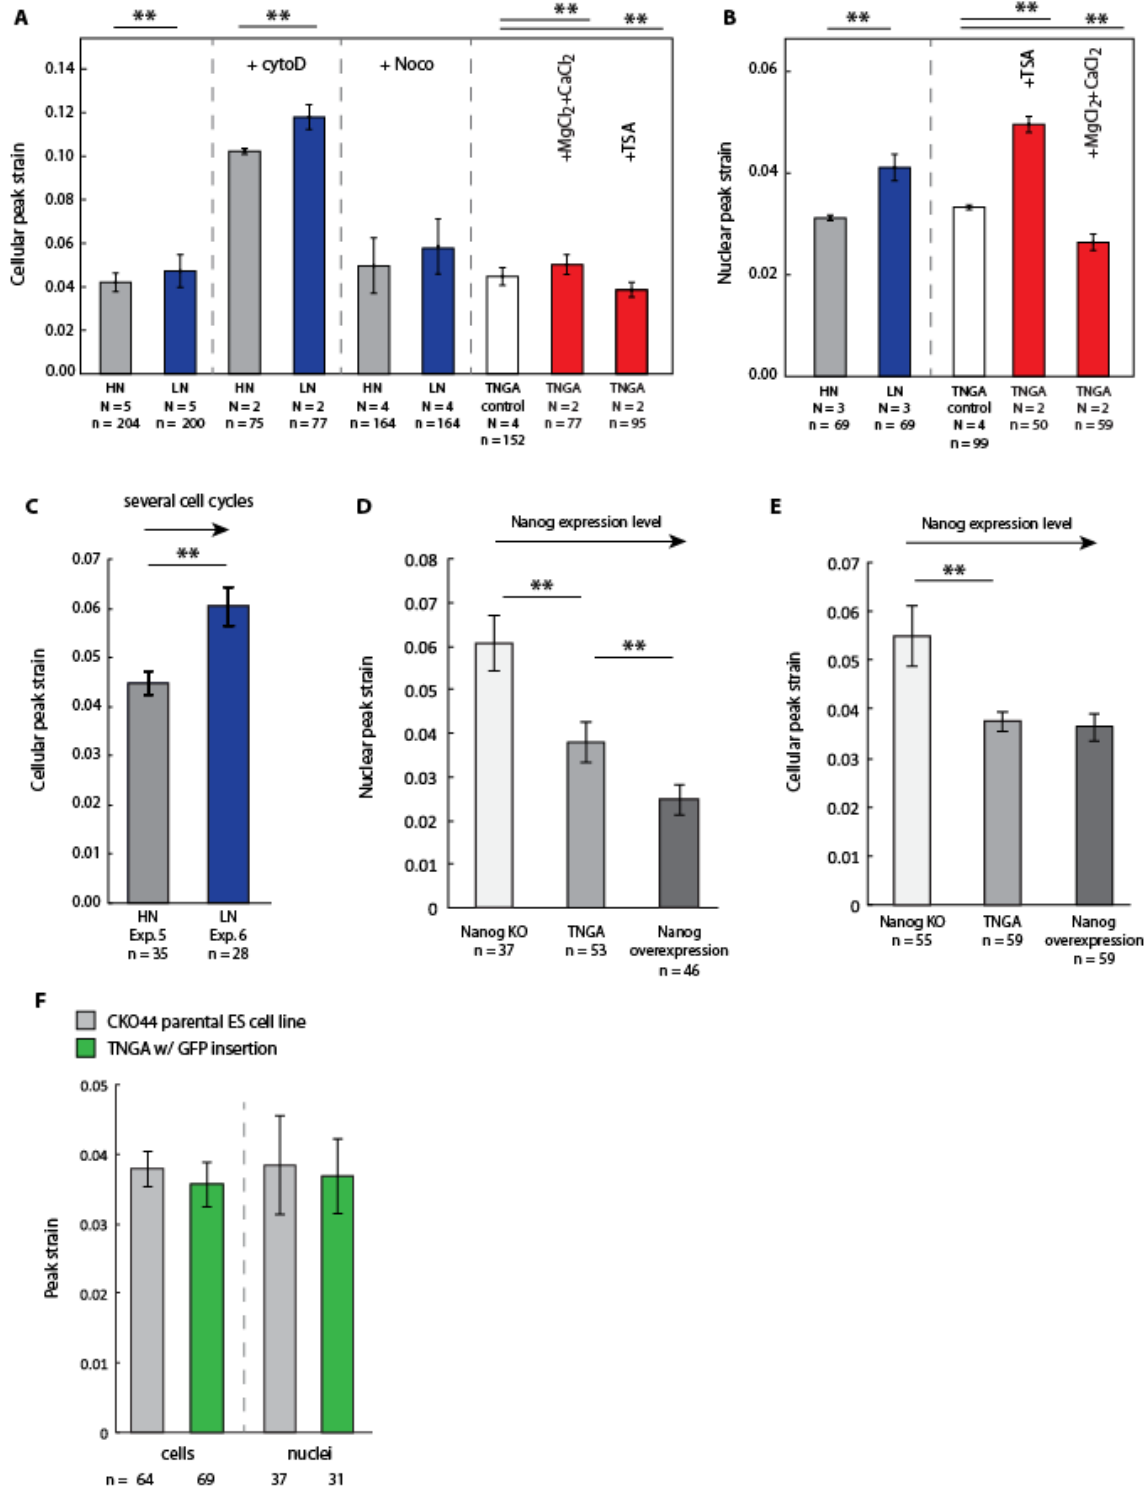 A
**
**
**
**
+ cytoD
+ Noco
+MgCl2+CaCl2
+TSA
Cellular peak strain
0.14
0.12
0.10
0.08
0.06
0.04
0.02
0.00
HN LN HN LN HN LN TNGA TNGA TNGA
N = 5 N = 5 N = 2 N = 2 N = 4 N = 4 control N = 2 N = 2
n = 204 n = 200 n = 75 n = 77 n = 164 n = 164 N = 4 n = 77 n = 95
n = 152
B
**
**
**
+TSA
+MgCl2+CaCl2
Nuclear peak strain
0.06
0.04
0.02
0.00
HN LN TNGA TNGA TNGA
N = 3 N = 3 control N = 2 N = 2
n = 69 n = 69 N = 4 n = 50 n = 59
n = 99
C
several cell cycles
**
Cellular peak strain
0.07
0.06
0.05
0.04
0.03
0.02
0.01
0.00
HN LN
Exp. 5 Exp. 6
n = 35 n = 28
D
Nanog expression level
**
**
Nuclear peak strain
0.08
0.07
0.06
0.05
0.04
0.03
0.02
0.01
0
Nanog KO TNGA Nanog
n = 37 n = 53 overexpression
n = 46
E
Nanog expression level
**
Cellular peak strain
0.07
0.06
0.05
0.04
0.03
0.02
0.01
0
Nanog KO TNGA Nanog
n = 55 n = 59 overexpression
n = 59
F
CKO44 parental ES cell line
TNGA w/ GFP insertion
Peak strain
0.05
0.04
0.03
0.02
0.01
0
cells nuclei
n = 64 69 37 31